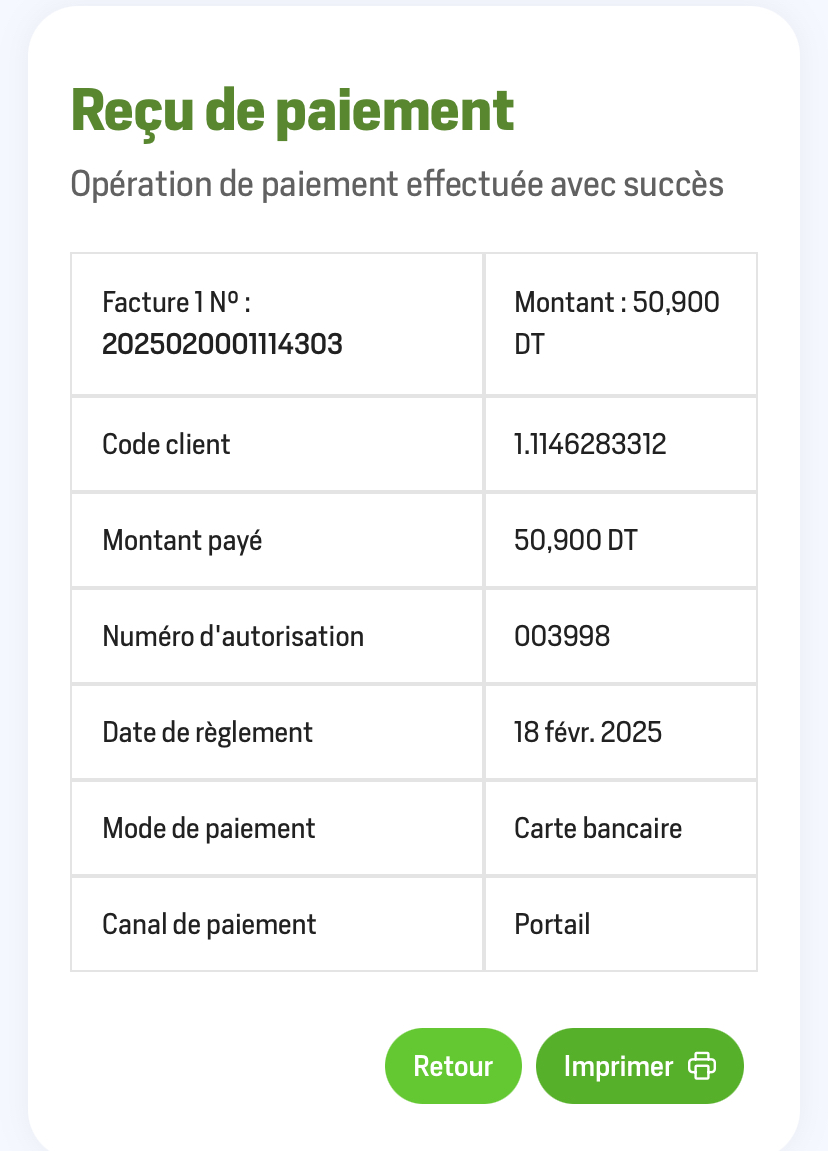 Reçu de paiement
Opération de paiement effectuée avec succès
Facture 1 Nº :
2025020001114303
Montant : 50,900
DT
Code client
1.1146283312
Montant payé
50,900 DT
Numéro d'autorisation
003998
Date de règlement
18 févr. 2025
Mode de paiement
Carte bancaire
Canal de paiement
Portail
Retour
Imprimer